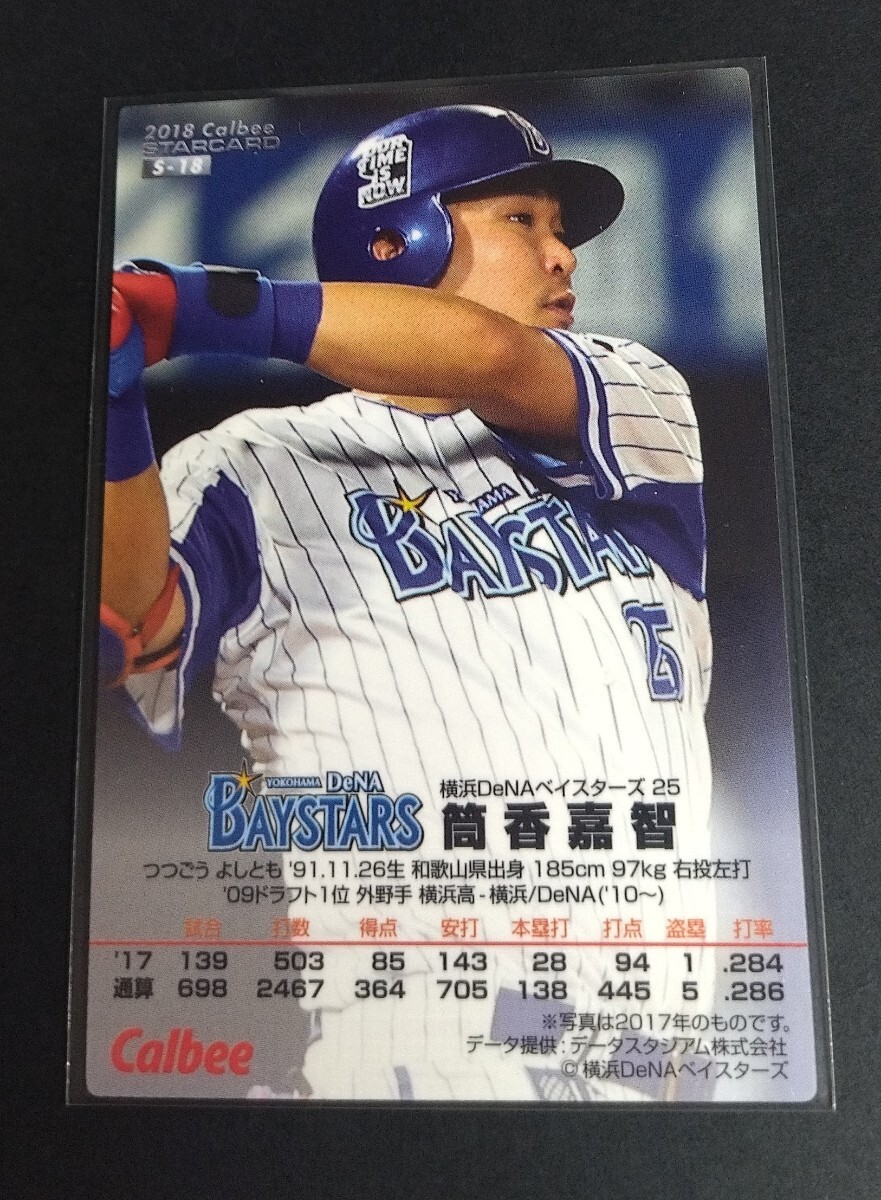 2018 Calbee
STARCARD
S-18
OUR
TIME
IS
NOW
YOKOHAMA
BAYSTARS
25
YOKOHAMA DeNA
BAYSTARS
横浜DeNAベイスターズ 25
筒香嘉智
つつごう よしとも '91.11.26生 和歌山県出身 185cm 97kg 右投左打
'09ドラフト1位 外野手 横浜高-横浜/DeNA('10～)
試合 打数 得点 安打 本塁打 打点 盗塁 打率
'17 139 503 85 143 28 94 1 .284
通算 698 2467 364 705 138 445 5 .286
※写真は2017年のものです。
データ提供:データスタジアム株式会社
Calbee
©横浜DeNAベイスターズ